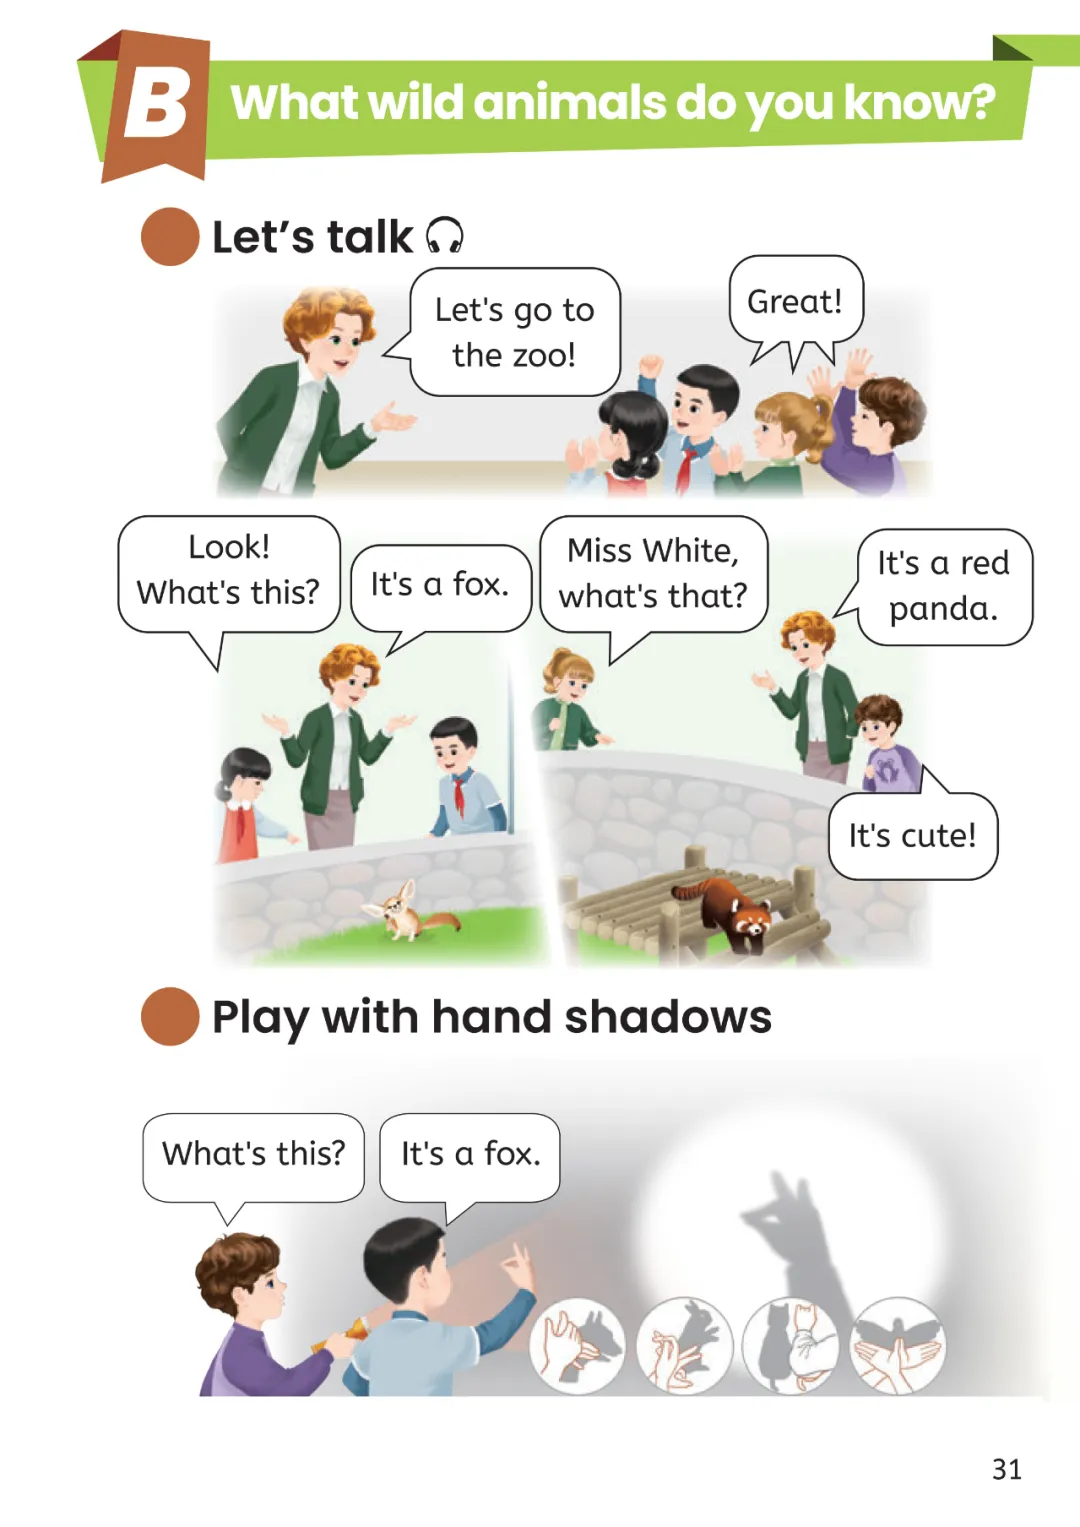 B
What wild animals do you know?
Let's talk
Let's go to
the zoo!
Great!
Look!
What's this?
It's a fox.
Miss White,
what's that?
It's a red
panda.
It's cute!
Play with hand shadows
What's this?
It's a fox.
31